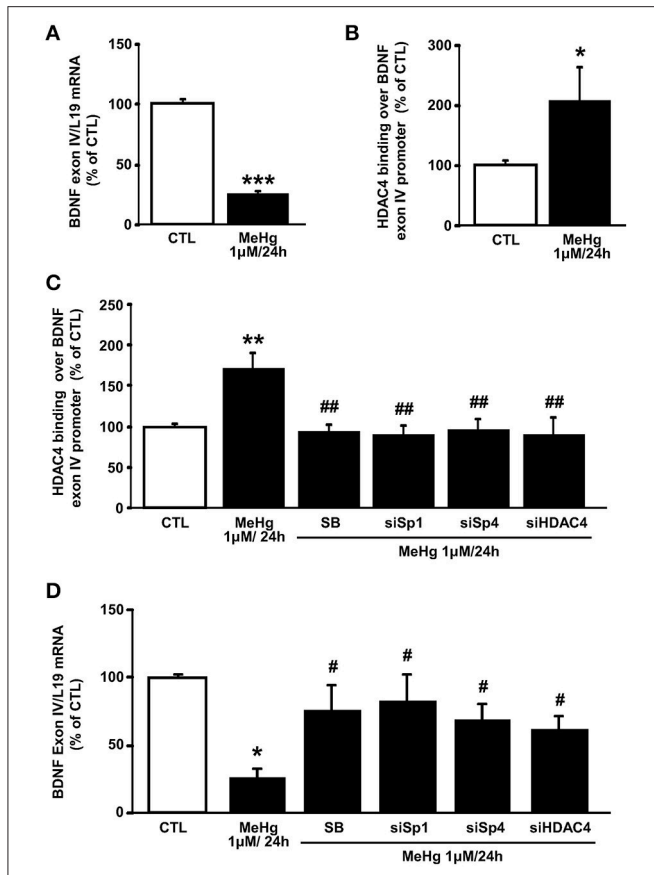 A
BDNF exon IV/L19 mRNA
(% of CTL)
150
100
50
0
***
CTL
MeHg
1µM/24h
B
HDAC4 binding over BDNF
exon IV promoter (% of CTL)
300
200
100
0
*
CTL
MeHg
1µM/24h
C
HDAC4 binding over BDNF
exon IV promoter (% of CTL)
250
200
150
100
50
0
**
##
##
##
##
CTL
MeHg
1µM/ 24h
SB
siSp1
siSp4
siHDAC4
MeHg 1µM/24h
D
BDNF Exon IV/L19 mRNA
(% of CTL)
150
100
50
0
*
#
#
#
#
CTL
MeHg
1µM/ 24h
SB
siSp1
siSp4
siHDAC4
MeHg 1µM/24h